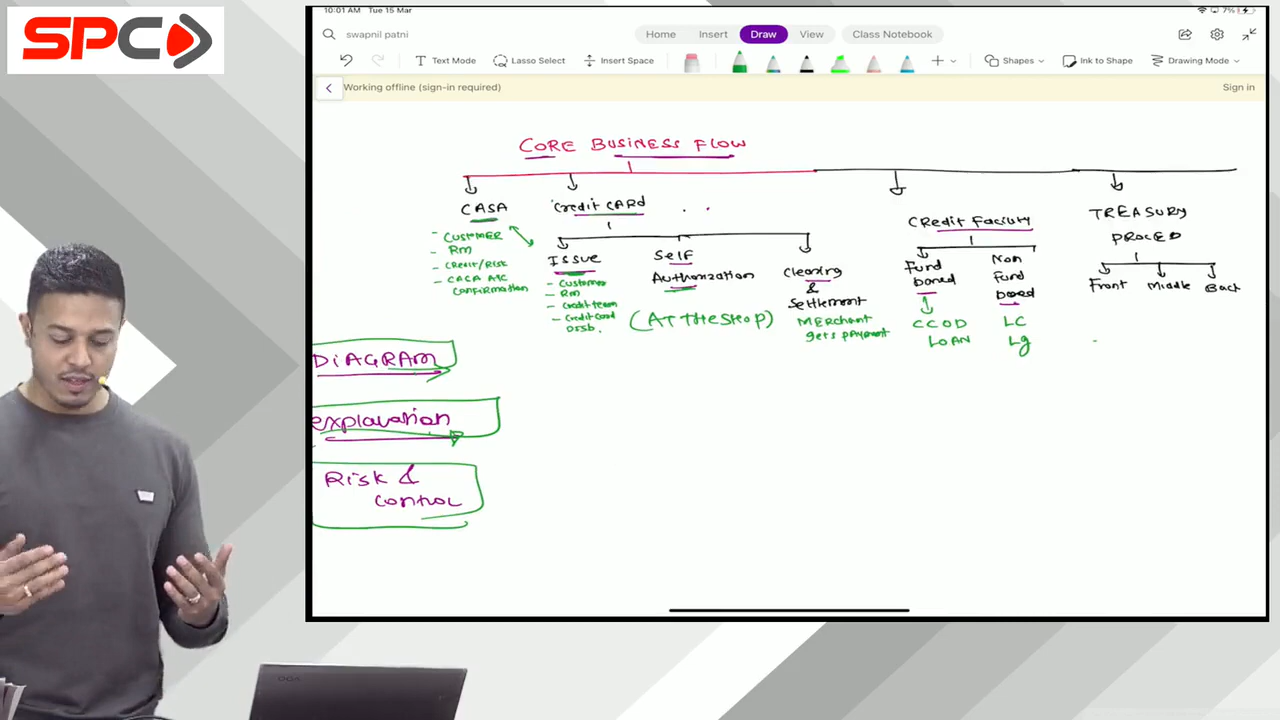 SPC
10:01 AM Tue 15 Mar
7%
swapnil patni
Home Insert Draw View Class Notebook
Text Mode Lasso Select Insert Space Shapes Ink to Shape Drawing Mode
Working offline (sign-in required) Sign in
CORE BUSINESS FLOW
CASA
- CUSTOMER
- RM
- Credit/Risk
- CASA A/C
Confirmation
Credit CARd
ISSUE
- Customer
- RM
- Credit team
- Credit Card
SELF
Authorization
(AT THE SHOP)
Clearing
&
Settlement
MERchant
gets payment
CRedit Facility
Fund
based
CCOD
LOAN
Non
Fund
based
LC
Lg
TREASURY
PROCED
Front Middle Back
DIAGRAM
explanation
Risk &
control